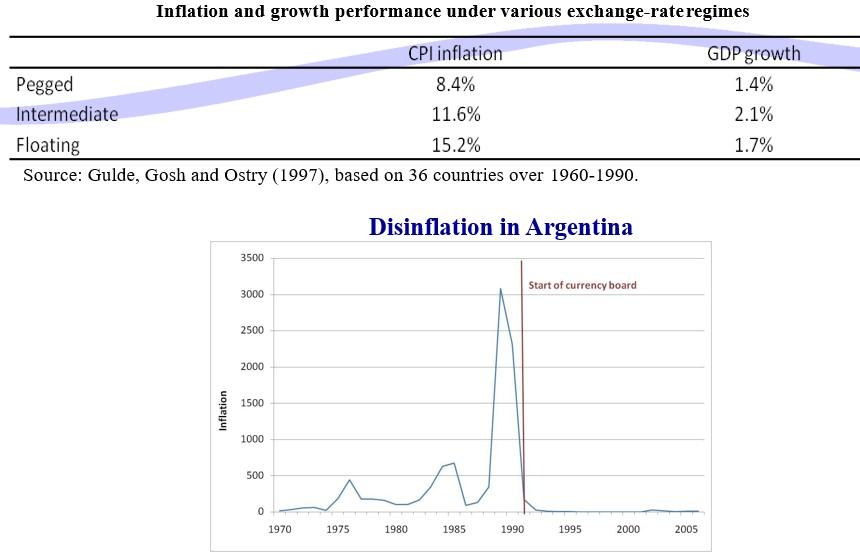 Inflation and growth performance under various exchange-rate regimes
CPI inflation GDP growth
Pegged 8.4% 1.4%
Intermediate 11.6% 2.1%
Floating 15.2% 1.7%
Source: Gulde, Gosh and Ostry (1997), based on 36 countries over 1960-1990.
Disinflation in Argentina
3500
Start of currency board
3000
2500
2000
1500
1000
500
0
Inflation
1970 1975 1980 1985 1990 1995 2000 2005